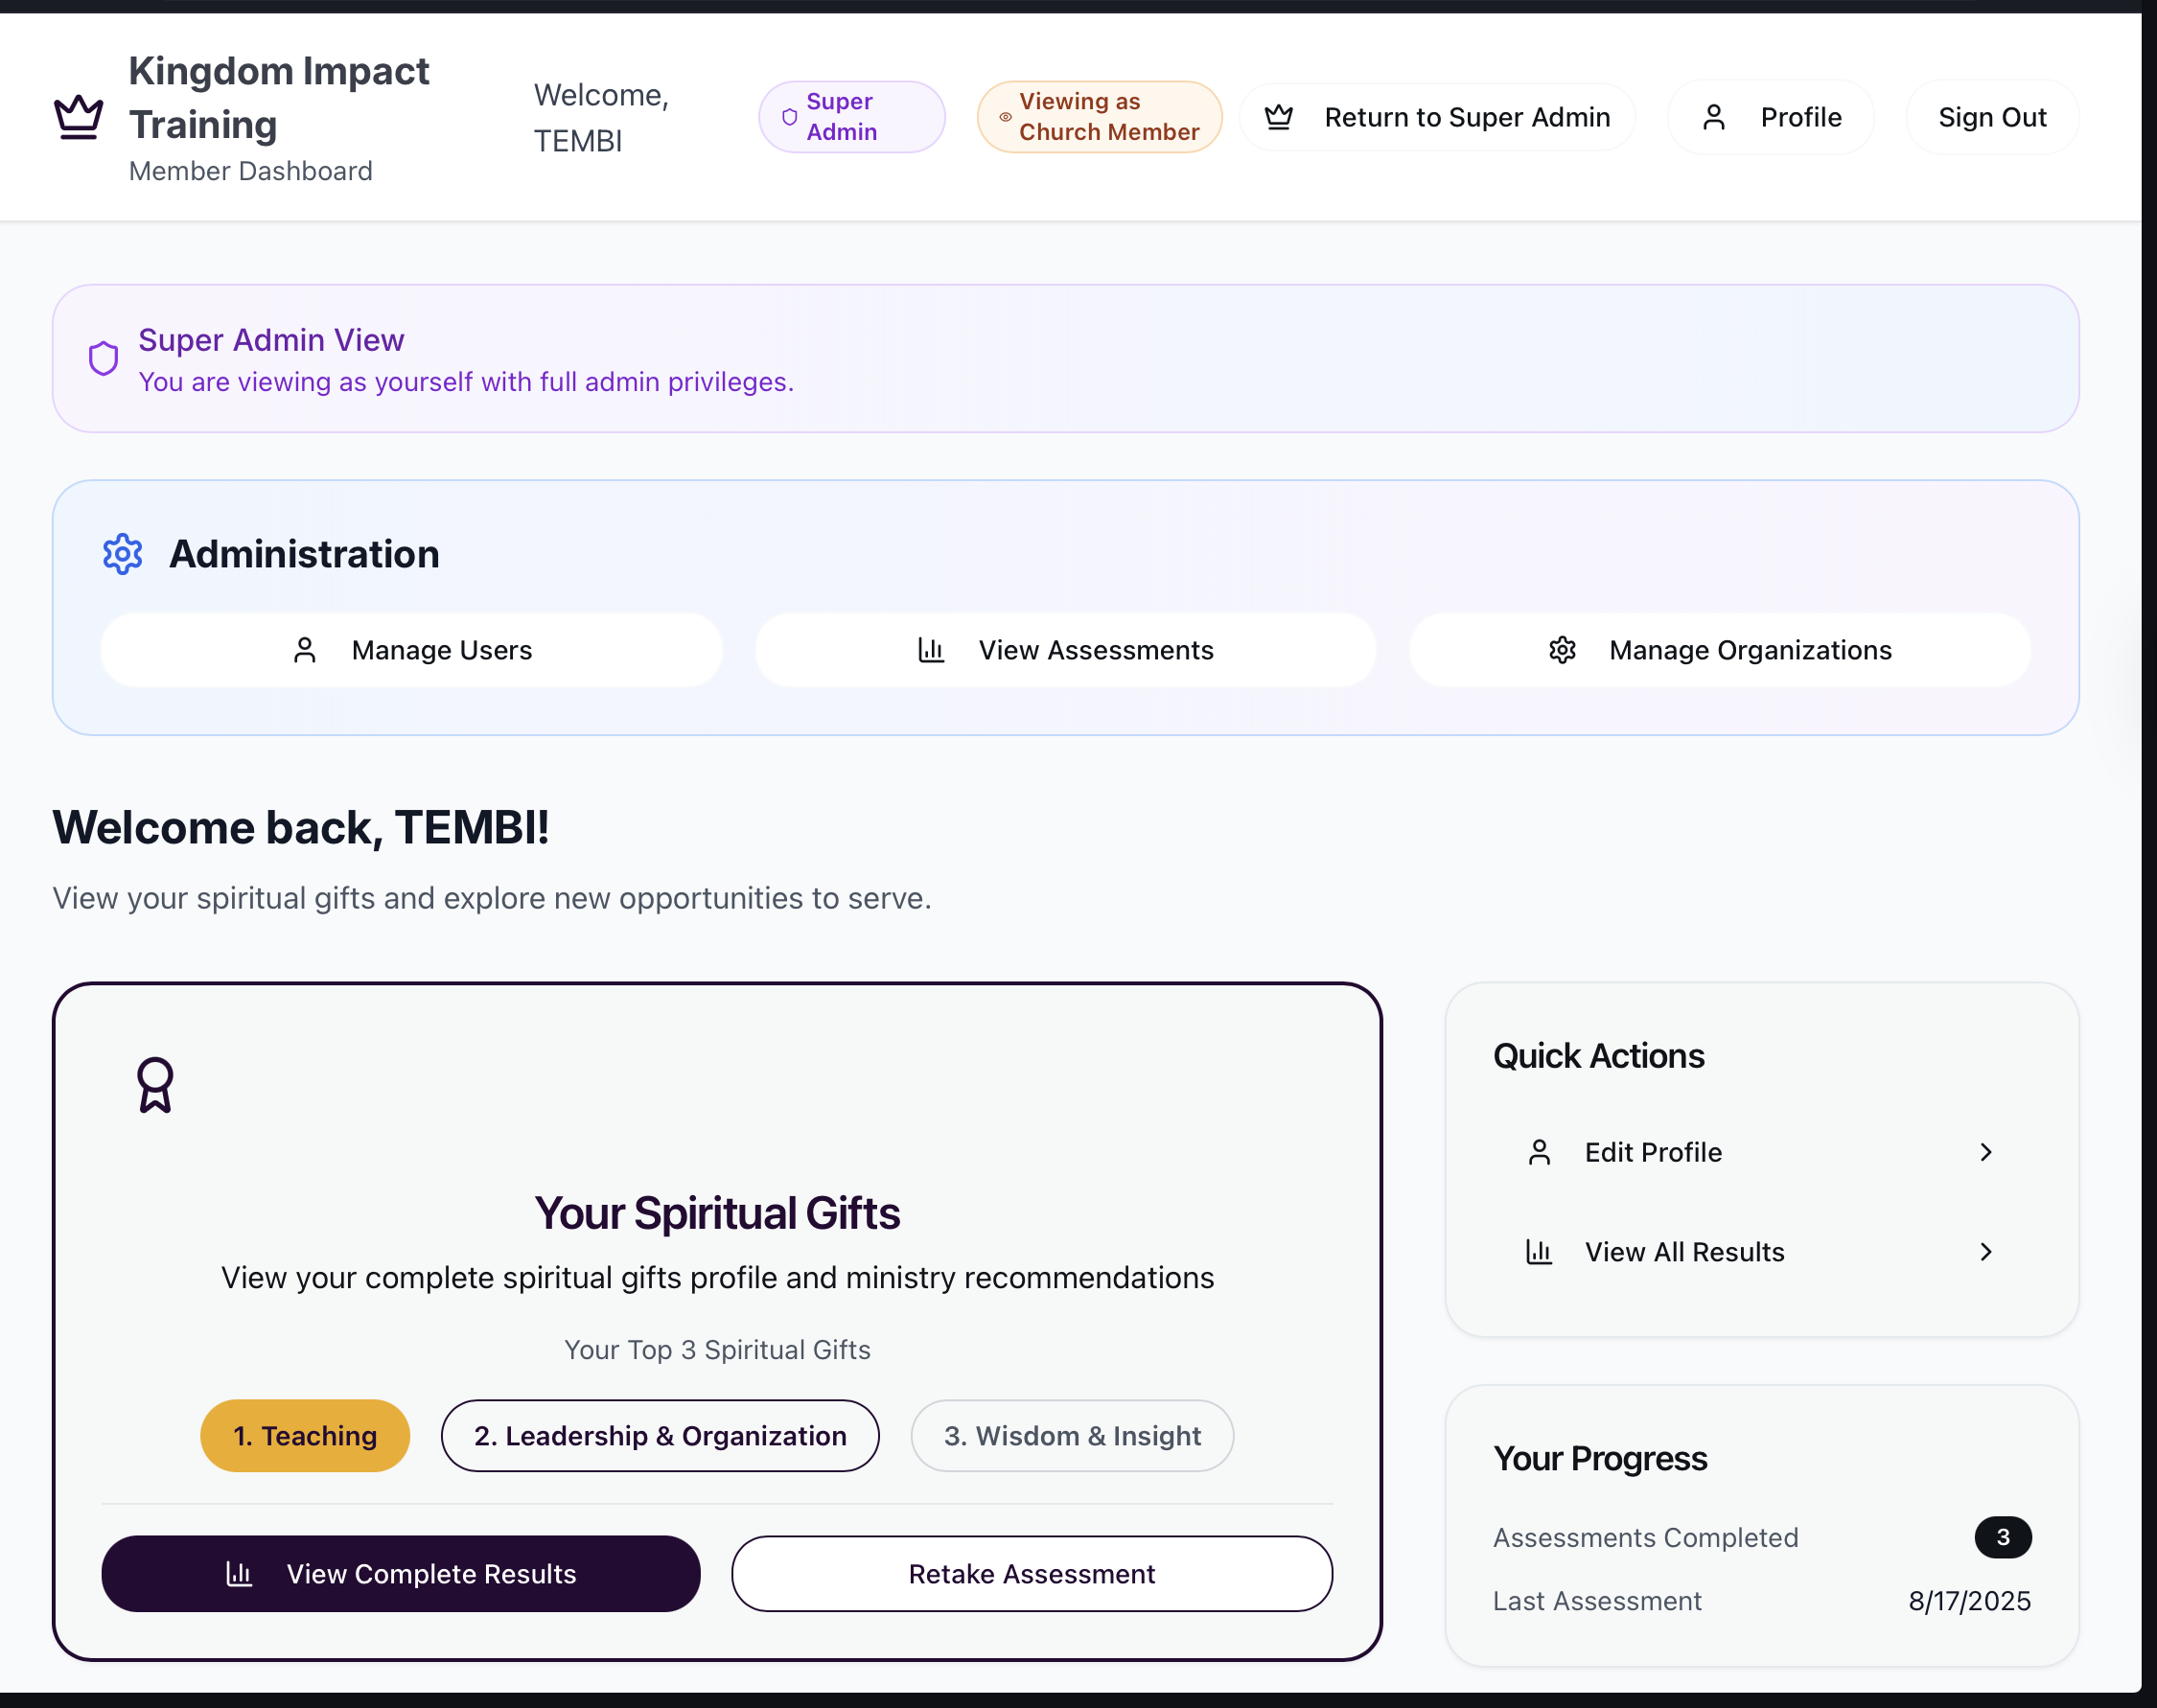 Kingdom Impact
Training
Member Dashboard
Welcome,
TEMBI
Super
Admin
Viewing as
Church Member
Return to Super Admin
Profile
Sign Out
Super Admin View
You are viewing as yourself with full admin privileges.
Administration
Manage Users
View Assessments
Manage Organizations
Welcome back, TEMBI!
View your spiritual gifts and explore new opportunities to serve.
Your Spiritual Gifts
View your complete spiritual gifts profile and ministry recommendations
Your Top 3 Spiritual Gifts
1. Teaching
2. Leadership & Organization
3. Wisdom & Insight
View Complete Results
Retake Assessment
Quick Actions
Edit Profile
View All Results
Your Progress
Assessments Completed 3
Last Assessment 8/17/2025